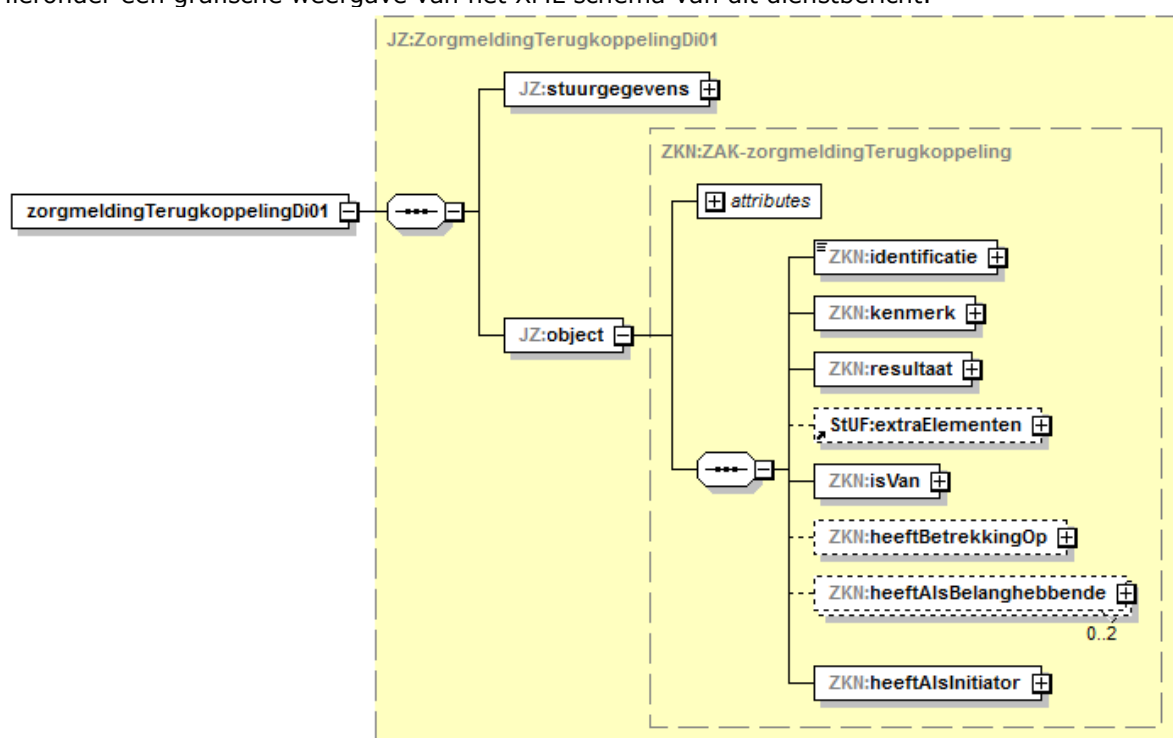 Hieronder een grafische weergave van het XML schema van dit dienstbericht:
JZ:ZorgmeldingTerugkoppelingDi01
JZ:stuurgegevens
ZKN:ZAK-zorgmeldingTerugkoppeling
attributes
zorgmeldingTerugkoppelingDi01
ZKN:identificatie
ZKN:kenmerk
JZ:object
ZKN:resultaat
StUF:extraElementen
ZKN:isVan
ZKN:heeftBetrekkingOp
ZKN:heeftAlsBelanghebbende
0..2
ZKN:heeftAlsInitiator